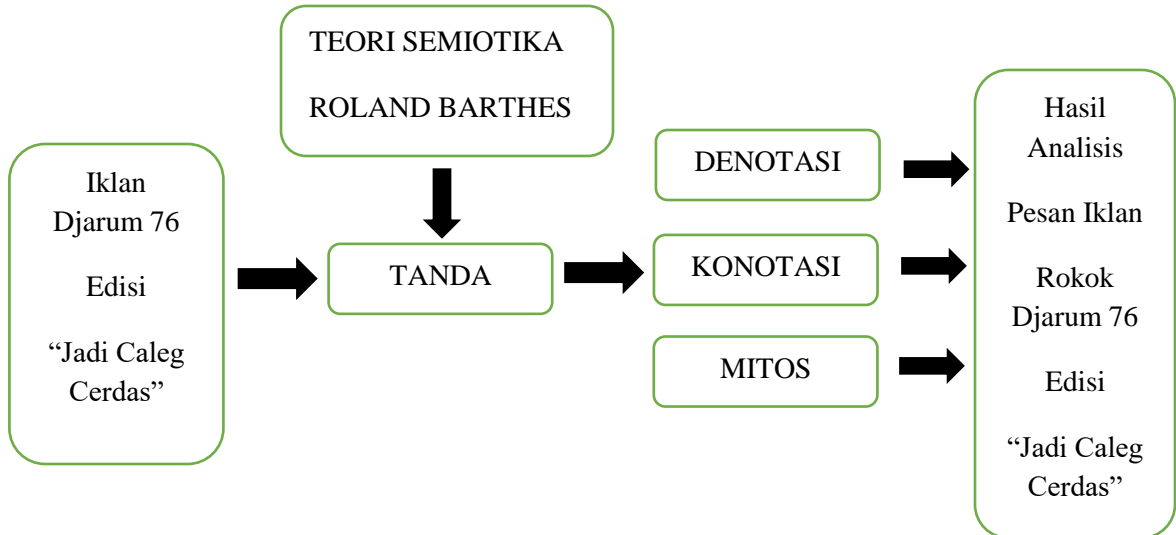 TEORI SEMIOTIKA
ROLAND BARTHES
Iklan
Djarum 76
Edisi
“Jadi Caleg
Cerdas”
TANDA
DENOTASI
KONOTASI
MITOS
Hasil
Analisis
Pesan Iklan
Rokok
Djarum 76
Edisi
“Jadi Caleg
Cerdas”